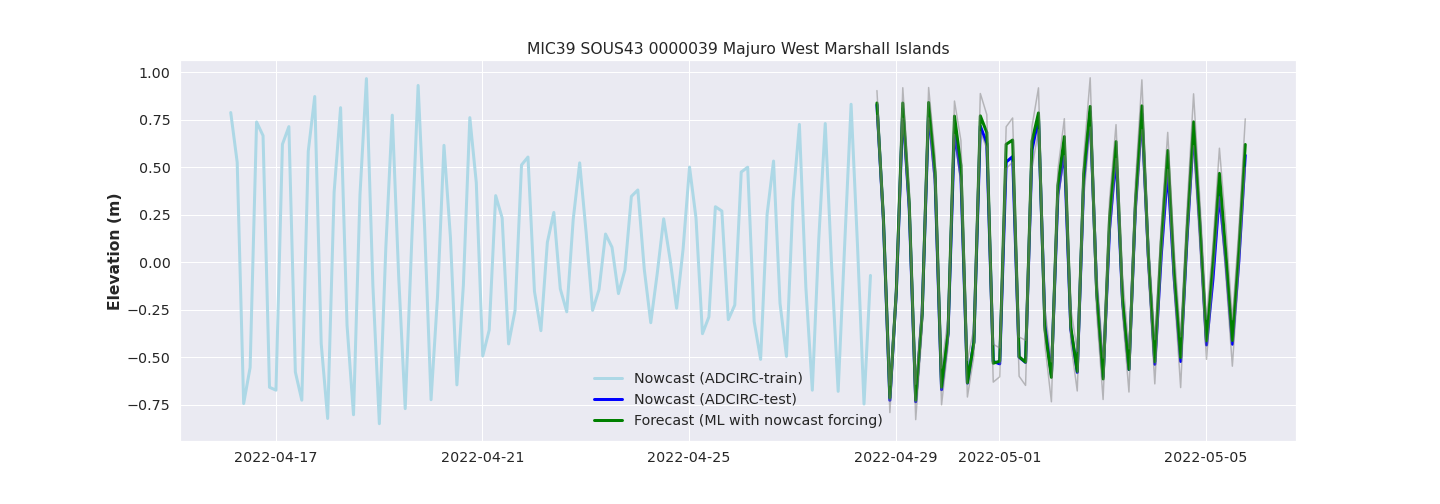 MIC39 SOUS43 0000039 Majuro West Marshall Islands
Elevation (m)
1.00
0.75
0.50
0.25
0.00
−0.25
−0.50
−0.75
Nowcast (ADCIRC-train)
Nowcast (ADCIRC-test)
Forecast (ML with nowcast forcing)
2022-04-17 2022-04-21 2022-04-25 2022-04-29 2022-05-01 2022-05-05